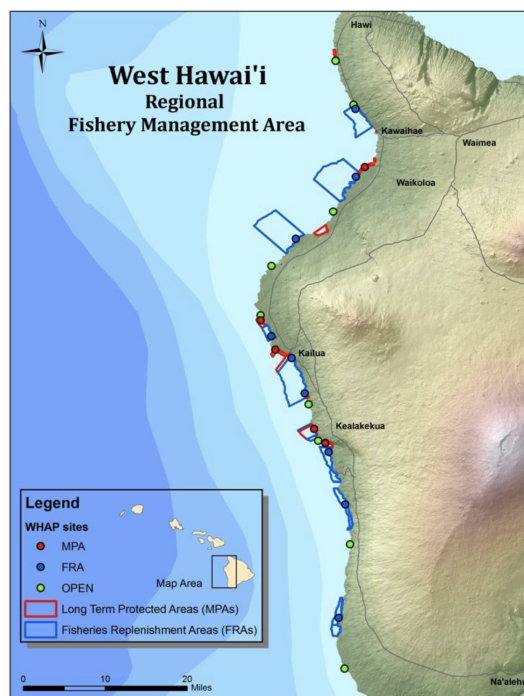 Hawi
N
West Hawai'i
Regional
Fishery Management Area
Kawaihae
Waimea
Waikoloa
Kailua
Kealakekua
Legend
WHAP sites
MPA
FRA
OPEN
Map Area
Long Term Protected Areas (MPAs)
Fisheries Replenishment Areas (FRAs)
0 5 10 20
Miles
Na'alehu